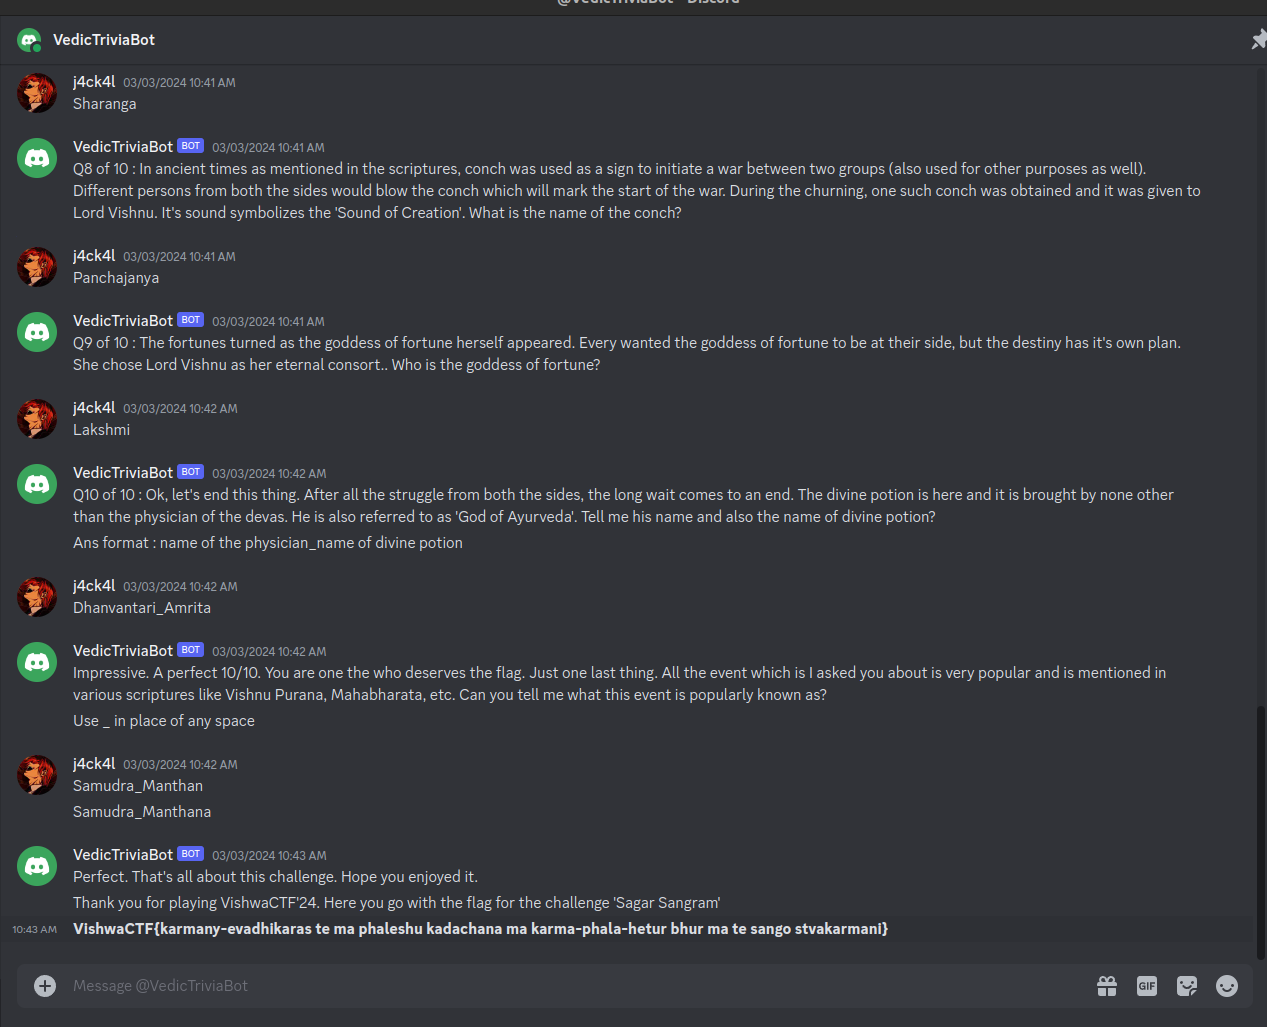 @VedicTriviaBot - Discord
VedicTriviaBot
j4ck4l 03/03/2024 10:41 AM
Sharanga
VedicTriviaBot BOT 03/03/2024 10:41 AM
Q8 of 10 : In ancient times as mentioned in the scriptures, conch was used as a sign to initiate a war between two groups (also used for other purposes as well).
Different persons from both the sides would blow the conch which will mark the start of the war. During the churning, one such conch was obtained and it was given to
Lord Vishnu. It's sound symbolizes the 'Sound of Creation'. What is the name of the conch?
j4ck4l 03/03/2024 10:41 AM
Panchajanya
VedicTriviaBot BOT 03/03/2024 10:41 AM
Q9 of 10 : The fortunes turned as the goddess of fortune herself appeared. Every wanted the goddess of fortune to be at their side, but the destiny has it's own plan.
She chose Lord Vishnu as her eternal consort.. Who is the goddess of fortune?
j4ck4l 03/03/2024 10:42 AM
Lakshmi
VedicTriviaBot BOT 03/03/2024 10:42 AM
Q10 of 10 : Ok, let's end this thing. After all the struggle from both the sides, the long wait comes to an end. The divine potion is here and it is brought by none other
than the physician of the devas. He is also referred to as 'God of Ayurveda'. Tell me his name and also the name of divine potion?
Ans format : name of the physician_name of divine potion
j4ck4l 03/03/2024 10:42 AM
Dhanvantari_Amrita
VedicTriviaBot BOT 03/03/2024 10:42 AM
Impressive. A perfect 10/10. You are one the who deserves the flag. Just one last thing. All the event which is I asked you about is very popular and is mentioned in
various scriptures like Vishnu Purana, Mahabharata, etc. Can you tell me what this event is popularly known as?
Use _ in place of any space
j4ck4l 03/03/2024 10:42 AM
Samudra_Manthan
Samudra_Manthana
VedicTriviaBot BOT 03/03/2024 10:43 AM
Perfect. That's all about this challenge. Hope you enjoyed it.
Thank you for playing VishwaCTF'24. Here you go with the flag for the challenge 'Sagar Sangram'
10:43 AM VishwaCTF{karmany-evadhikaras te ma phaleshu kadachana ma karma-phala-hetur bhur ma te sango stvakarmani}
Message @VedicTriviaBot
GIF